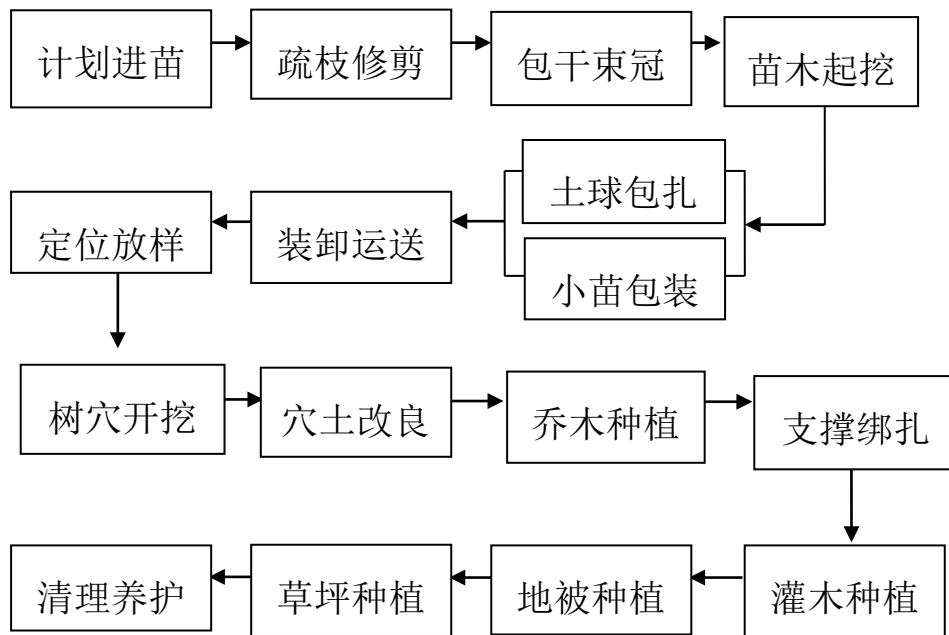 计划进苗
疏枝修剪
包干束冠
苗木起挖
土球包扎
小苗包装
装卸运送
定位放样
树穴开挖
穴土改良
乔木种植
支撑绑扎
灌木种植
地被种植
草坪种植
清理养护